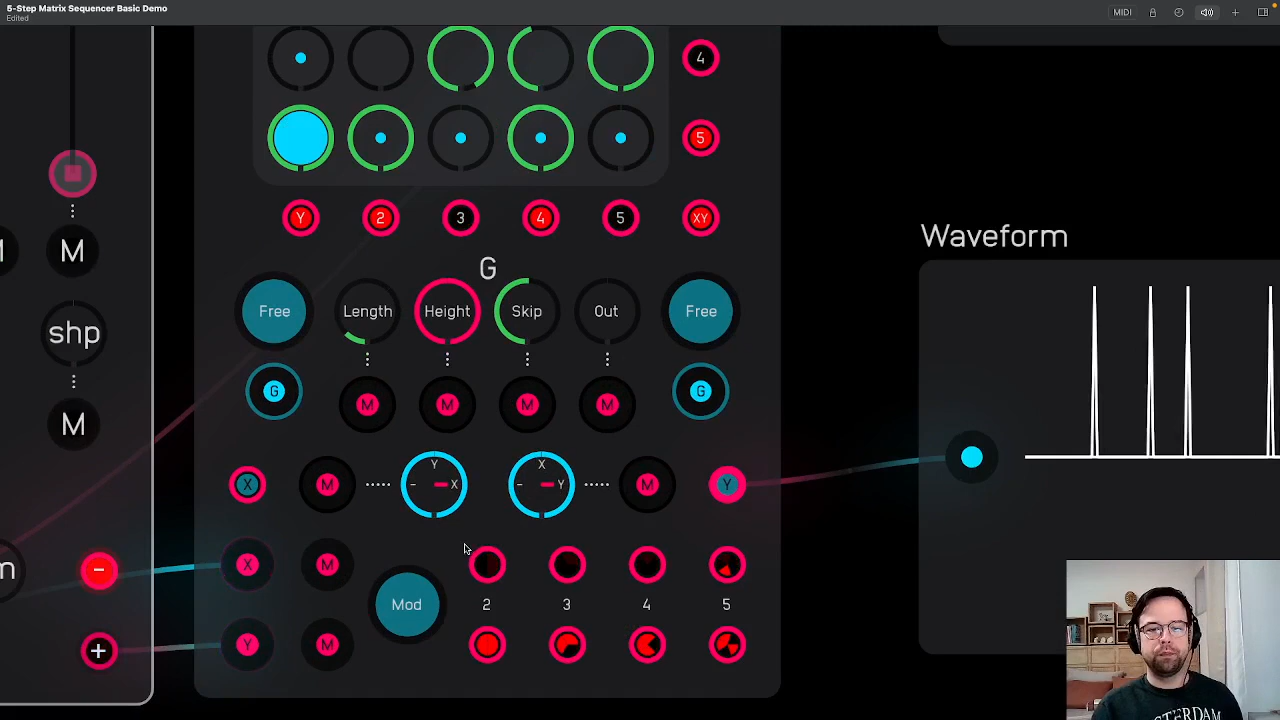 5-Step Matrix Sequencer Basic Demo
Edited
MIDI
4
5
Y 2 3 4 5 XY
G
Waveform
Free Length Height Skip Out Free
M
shp
G M M M M G
M
Y X
X M - X - Y M Y
- X M
Mod 2 3 4 5
+ Y M